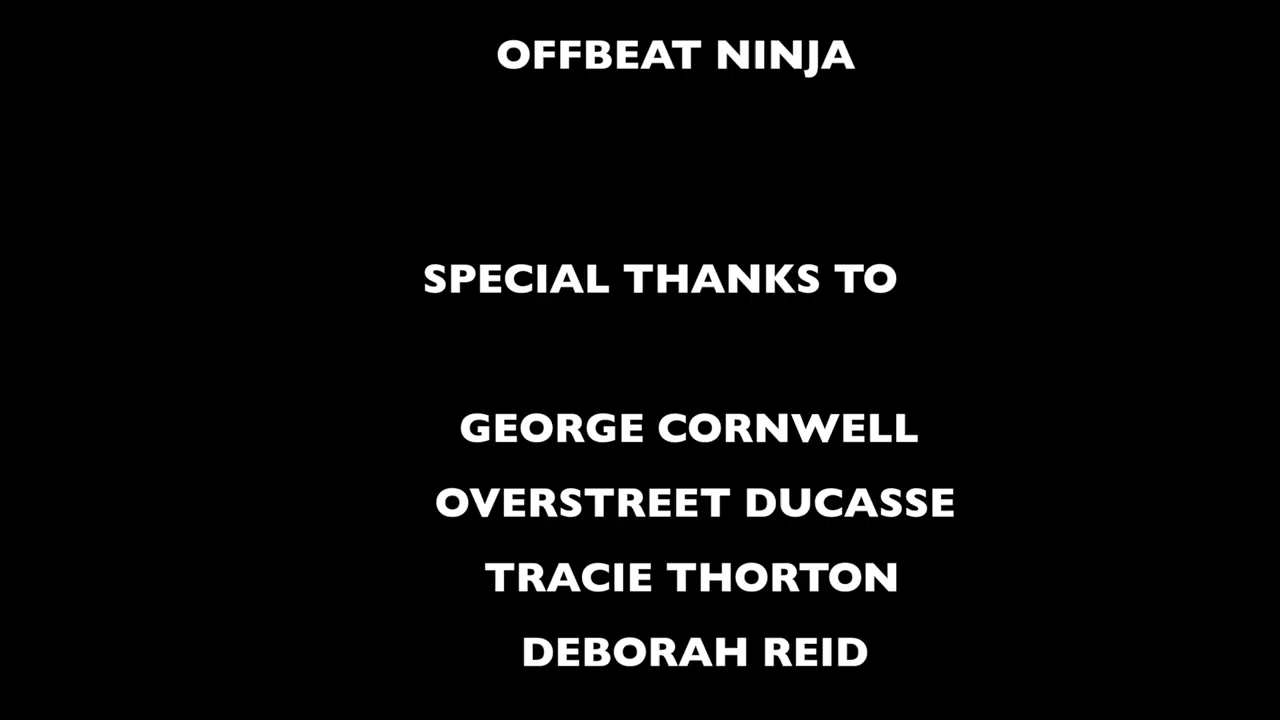 OFFBEAT NINJA
SPECIAL THANKS TO
GEORGE CORNWELL
OVERSTREET DUCASSE
TRACIE THORTON
DEBORAH REID